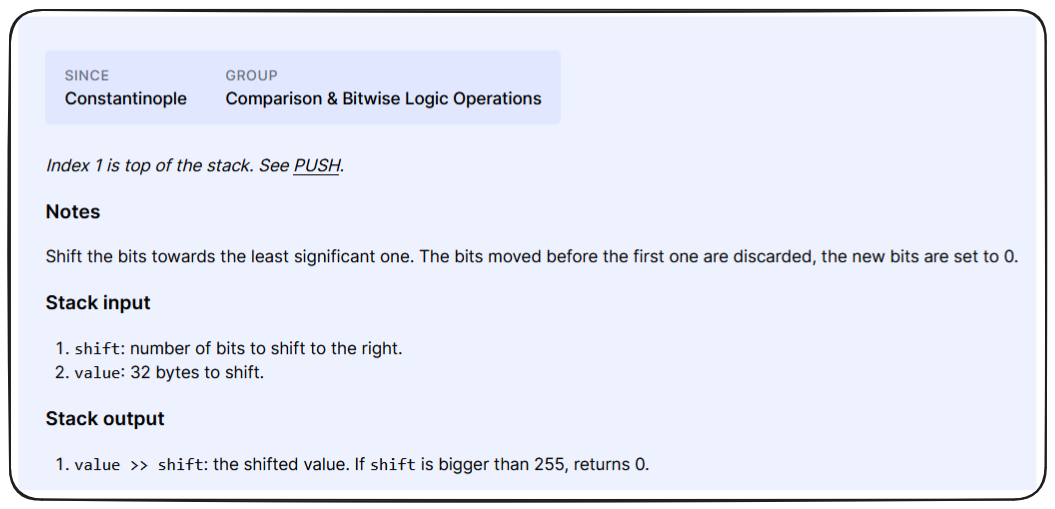 SINCE GROUP
Constantinople Comparison & Bitwise Logic Operations
Index 1 is top of the stack. See PUSH.
Notes
Shift the bits towards the least significant one. The bits moved before the first one are discarded, the new bits are set to 0.
Stack input
1. shift: number of bits to shift to the right.
2. value: 32 bytes to shift.
Stack output
1. value >> shift: the shifted value. If shift is bigger than 255, returns 0.